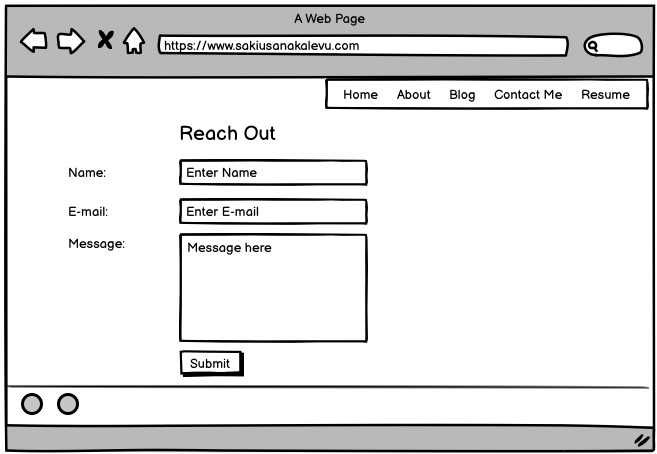 A Web Page
https://www.sakiusanakalevu.com
Home About Blog Contact Me Resume
Reach Out
Name: Enter Name
E-mail: Enter E-mail
Message: Message here
Submit